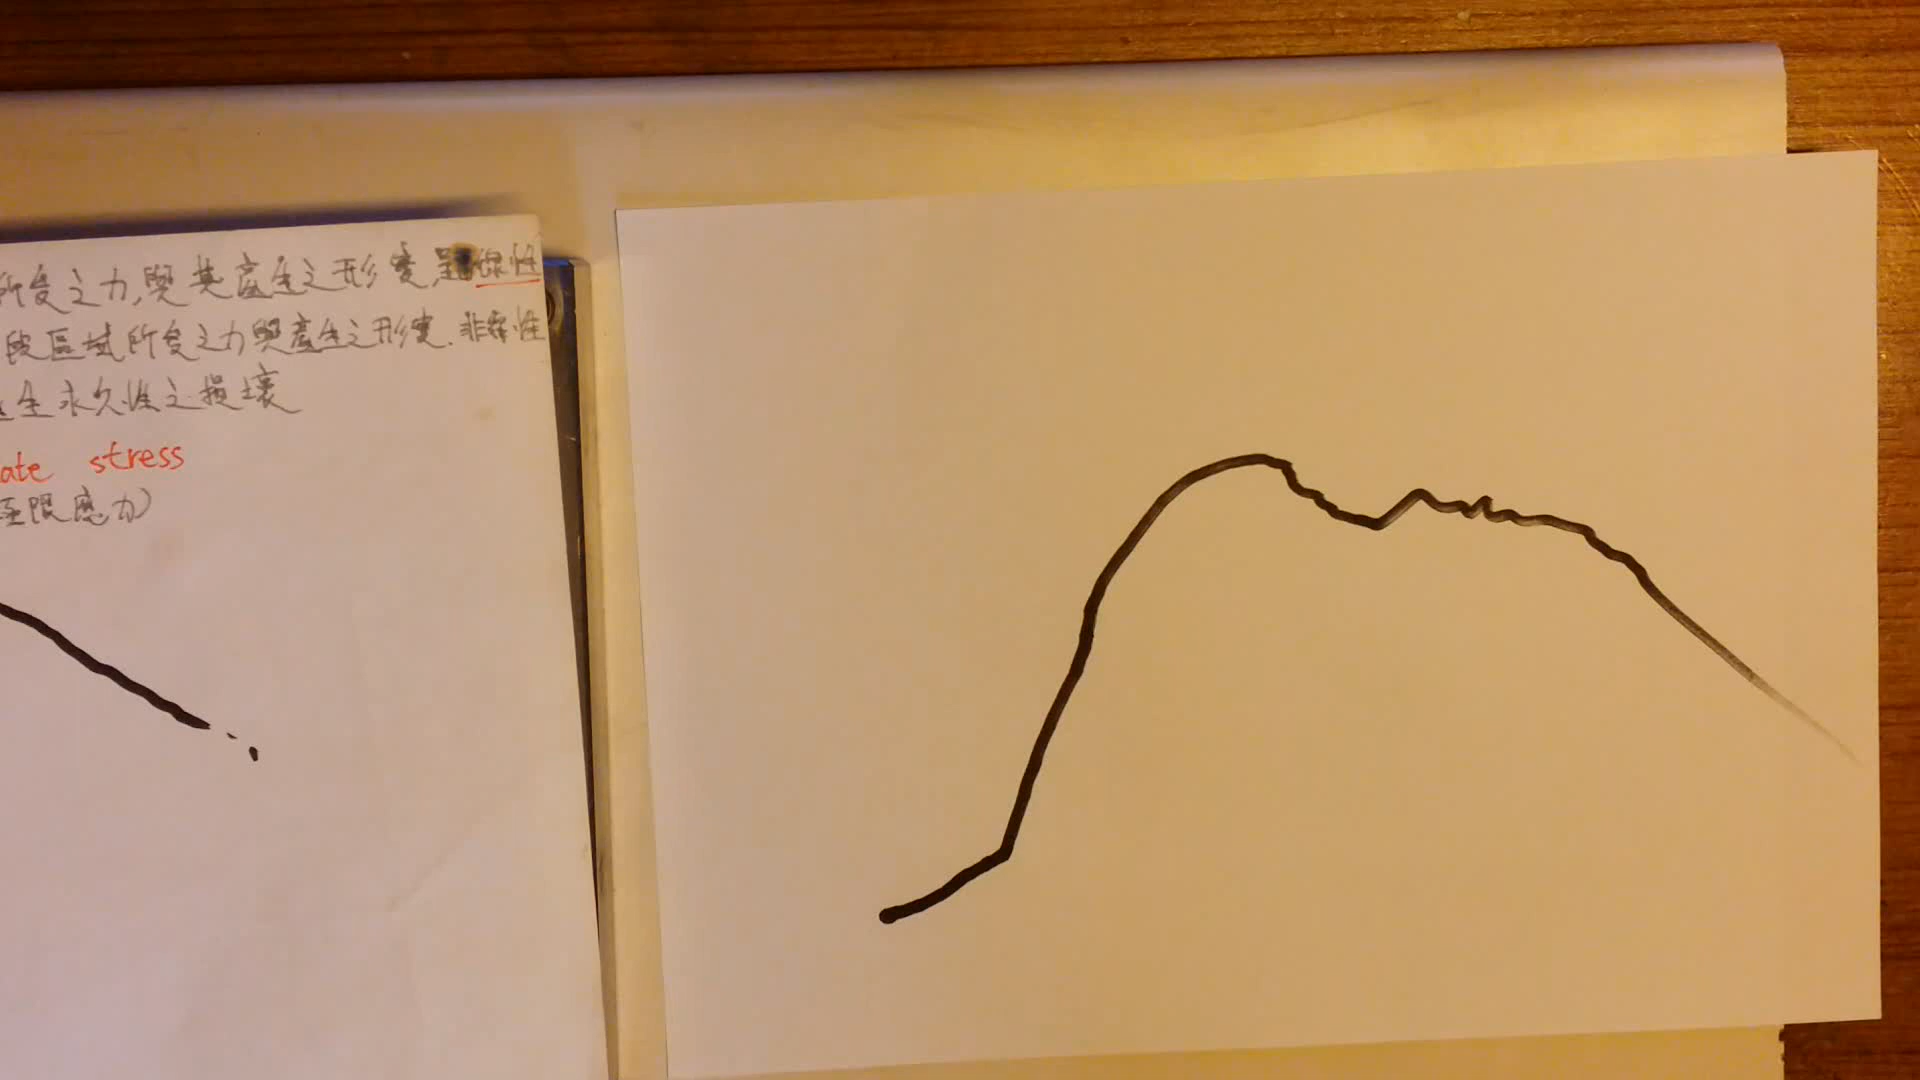 所受之力,與其產生之形變,呈線性
段區域所受之力與產生之形變.非線性
生永久性之損壞
ate stress
極限應力)